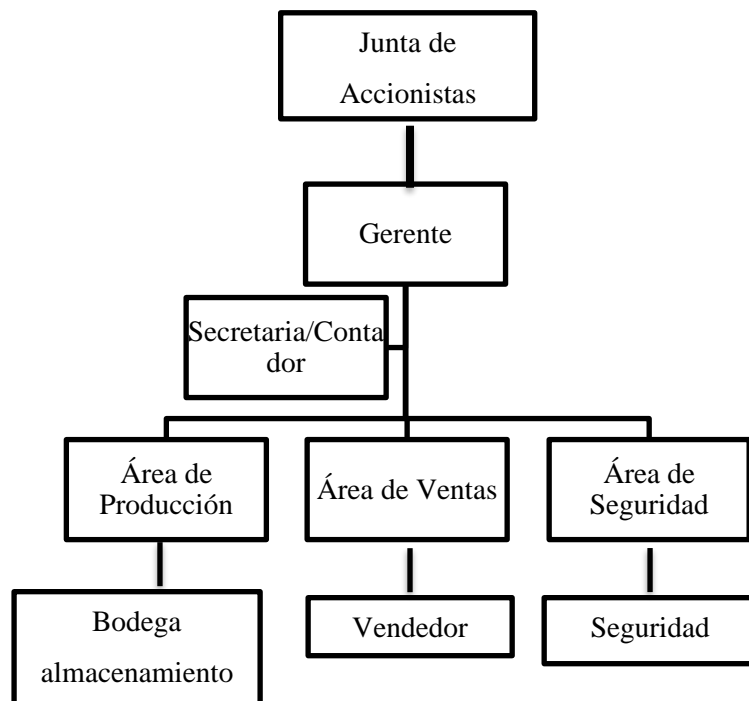 Junta de
Accionistas
Gerente
Secretaria/Conta
dor
Área de
Producción
Área de Ventas
Área de
Seguridad
Bodega
almacenamiento
Vendedor
Seguridad